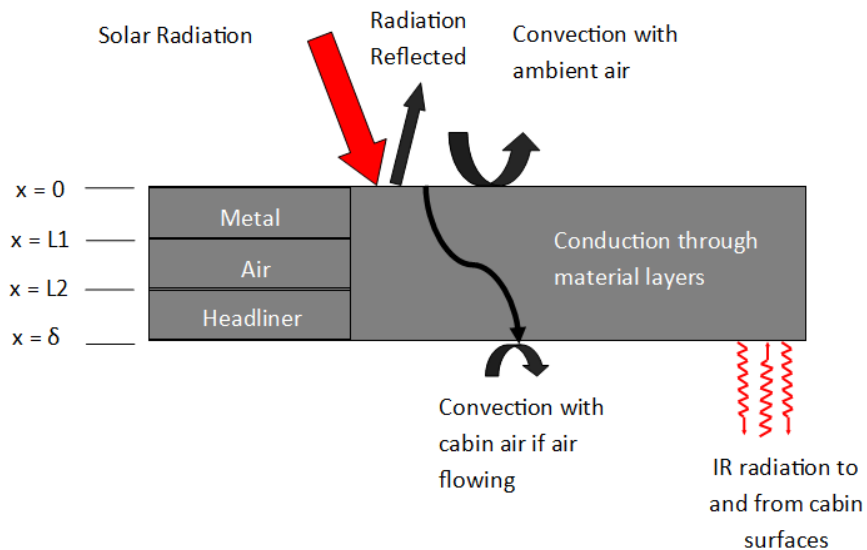 Solar Radiation
Radiation
Reflected
Convection with
ambient air
x = 0
x = L1
x = L2
x = δ
Metal
Air
Headliner
Conduction through
material layers
Convection with
cabin air if air
flowing
IR radiation to
and from cabin
surfaces